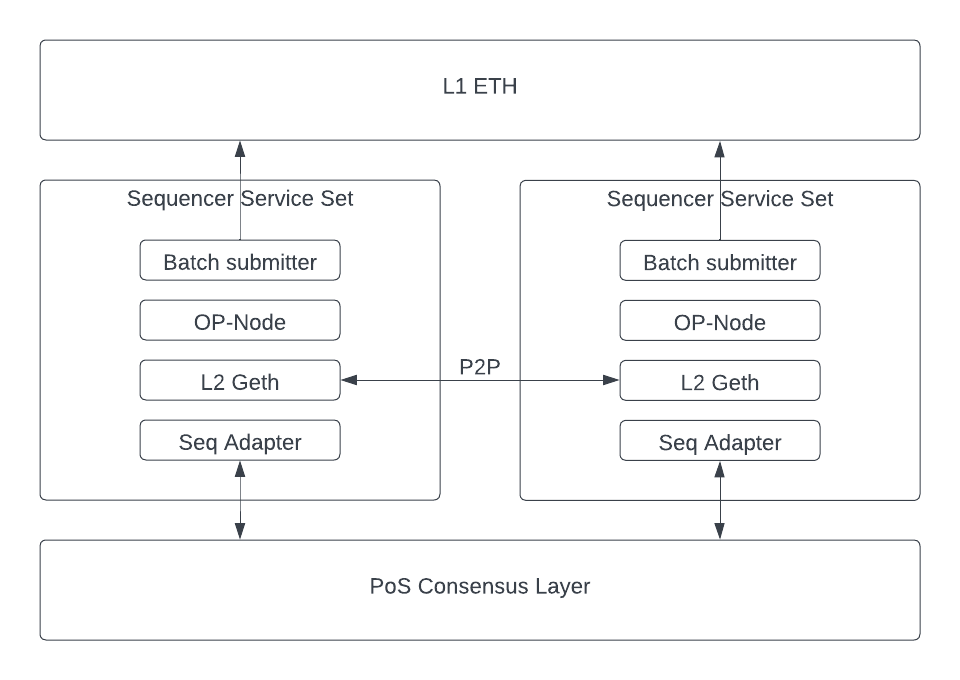 L1 ETH
Sequencer Service Set
Batch submitter
OP-Node
L2 Geth
Seq Adapter
P2P
Sequencer Service Set
Batch submitter
OP-Node
L2 Geth
Seq Adapter
PoS Consensus Layer